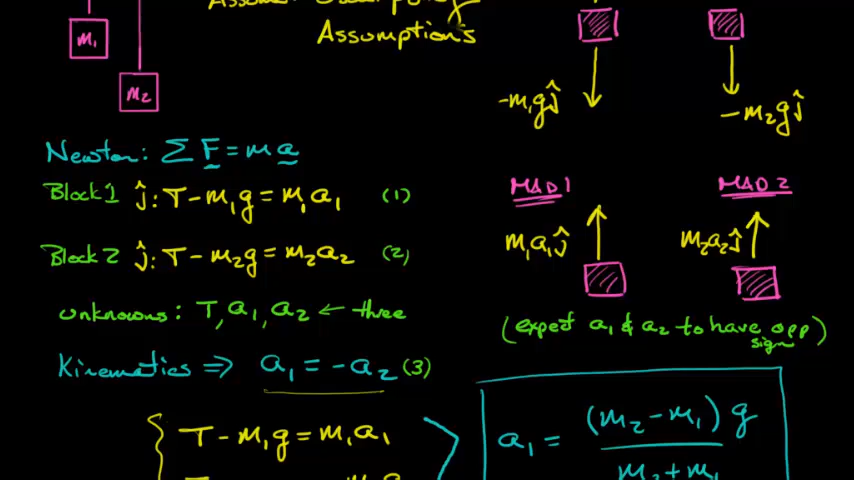 Assumptions
m₁
m₂
-m₁gĵ
-m₂gĵ
Newton: ΣF = ma
Block 1 ĵ: T - m₁g = m₁a₁ (1)
Block 2 ĵ: T - m₂g = m₂a₂ (2)
unknowns: T, a₁, a₂ ← three
Kinematics ⇒ a₁ = -a₂ (3)
T - m₁g = m₁a₁
MAD 1
MAD 2
m₁a₁ĵ
m₂a₂ĵ
(expect a₁ & a₂ to have opp)
sign
a₁ = (m₂ - m₁) g
m₂ + m₁